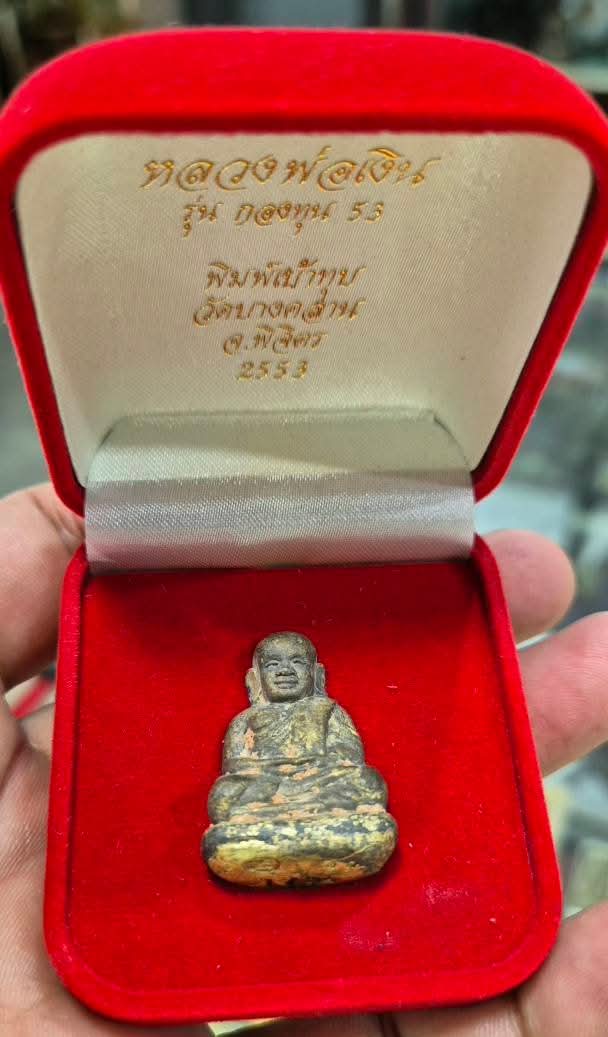 หลวงพ่อเงิน
รุ่น กองทุน 53
พิมพ์เบ้าทุบ
วัดบางคลาน
จ.พิจิตร
2553